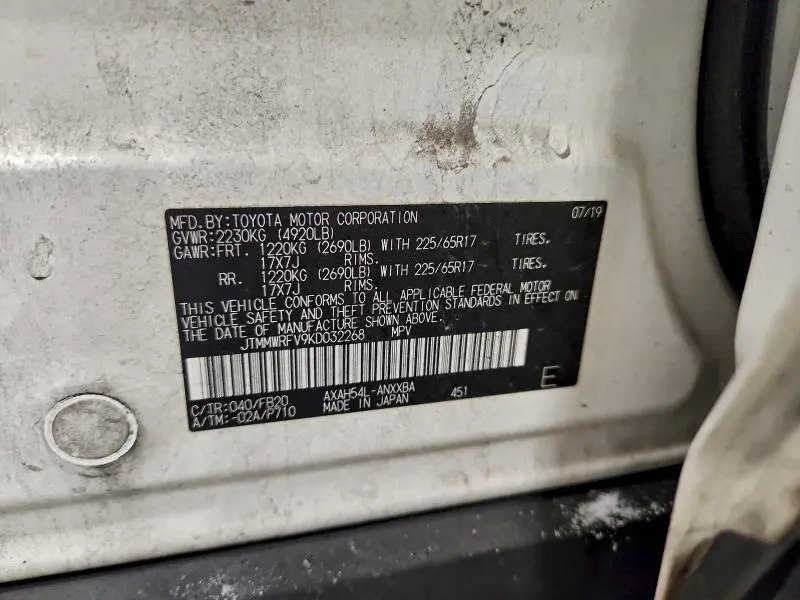 MFD.BY:TOYOTA MOTOR CORPORATION 07/19
GVWR:2230KG (4920LB)
GAWR:FRT. 1220KG (2690LB) WITH 225/65R17 TIRES.
17X7J RIMS.
RR. 1220KG (2690LB) WITH 225/65R17 TIRES.
17X7J RIMS.
THIS VEHICLE CONFORMS TO ALL APPLICABLE FEDERAL MOTOR
VEHICLE SAFETY AND THEFT PREVENTION STANDARDS IN EFFECT ON
THE DATE OF MANUFACTURE SHOWN ABOVE.
JTMMWRFV9KD032268 MPV
C/TR:040/FB20 AXAH54L-ANXXBA 451 E
A/TM:-02A/P710 MADE IN JAPAN